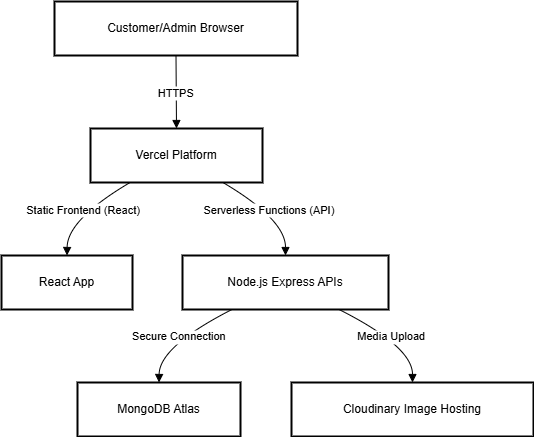 Customer/Admin Browser
HTTPS
Vercel Platform
Static Frontend (React)
Serverless Functions (API)
React App
Node.js Express APIs
Secure Connection
Media Upload
MongoDB Atlas
Cloudinary Image Hosting